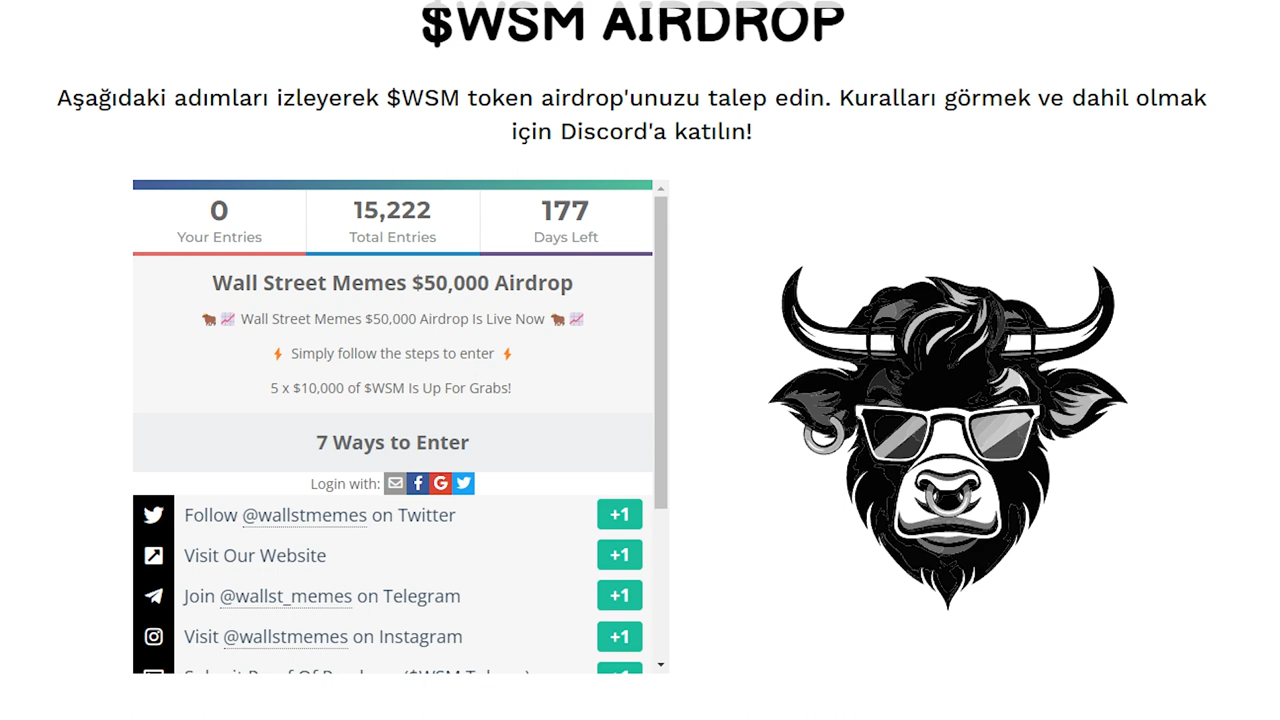 $WSM AIRDROP
Aşağıdaki adımları izleyerek $WSM token airdrop'unuzu talep edin. Kuralları görmek ve dahil olmak
için Discord'a katılın!
0 15,222 177
Your Entries Total Entries Days Left
Wall Street Memes $50,000 Airdrop
Wall Street Memes $50,000 Airdrop Is Live Now
Simply follow the steps to enter
5 x $10,000 of $WSM Is Up For Grabs!
7 Ways to Enter
Login with:
Follow @wallstmemes on Twitter +1
Visit Our Website +1
Join @wallst_memes on Telegram +1
Visit @wallstmemes on Instagram +1